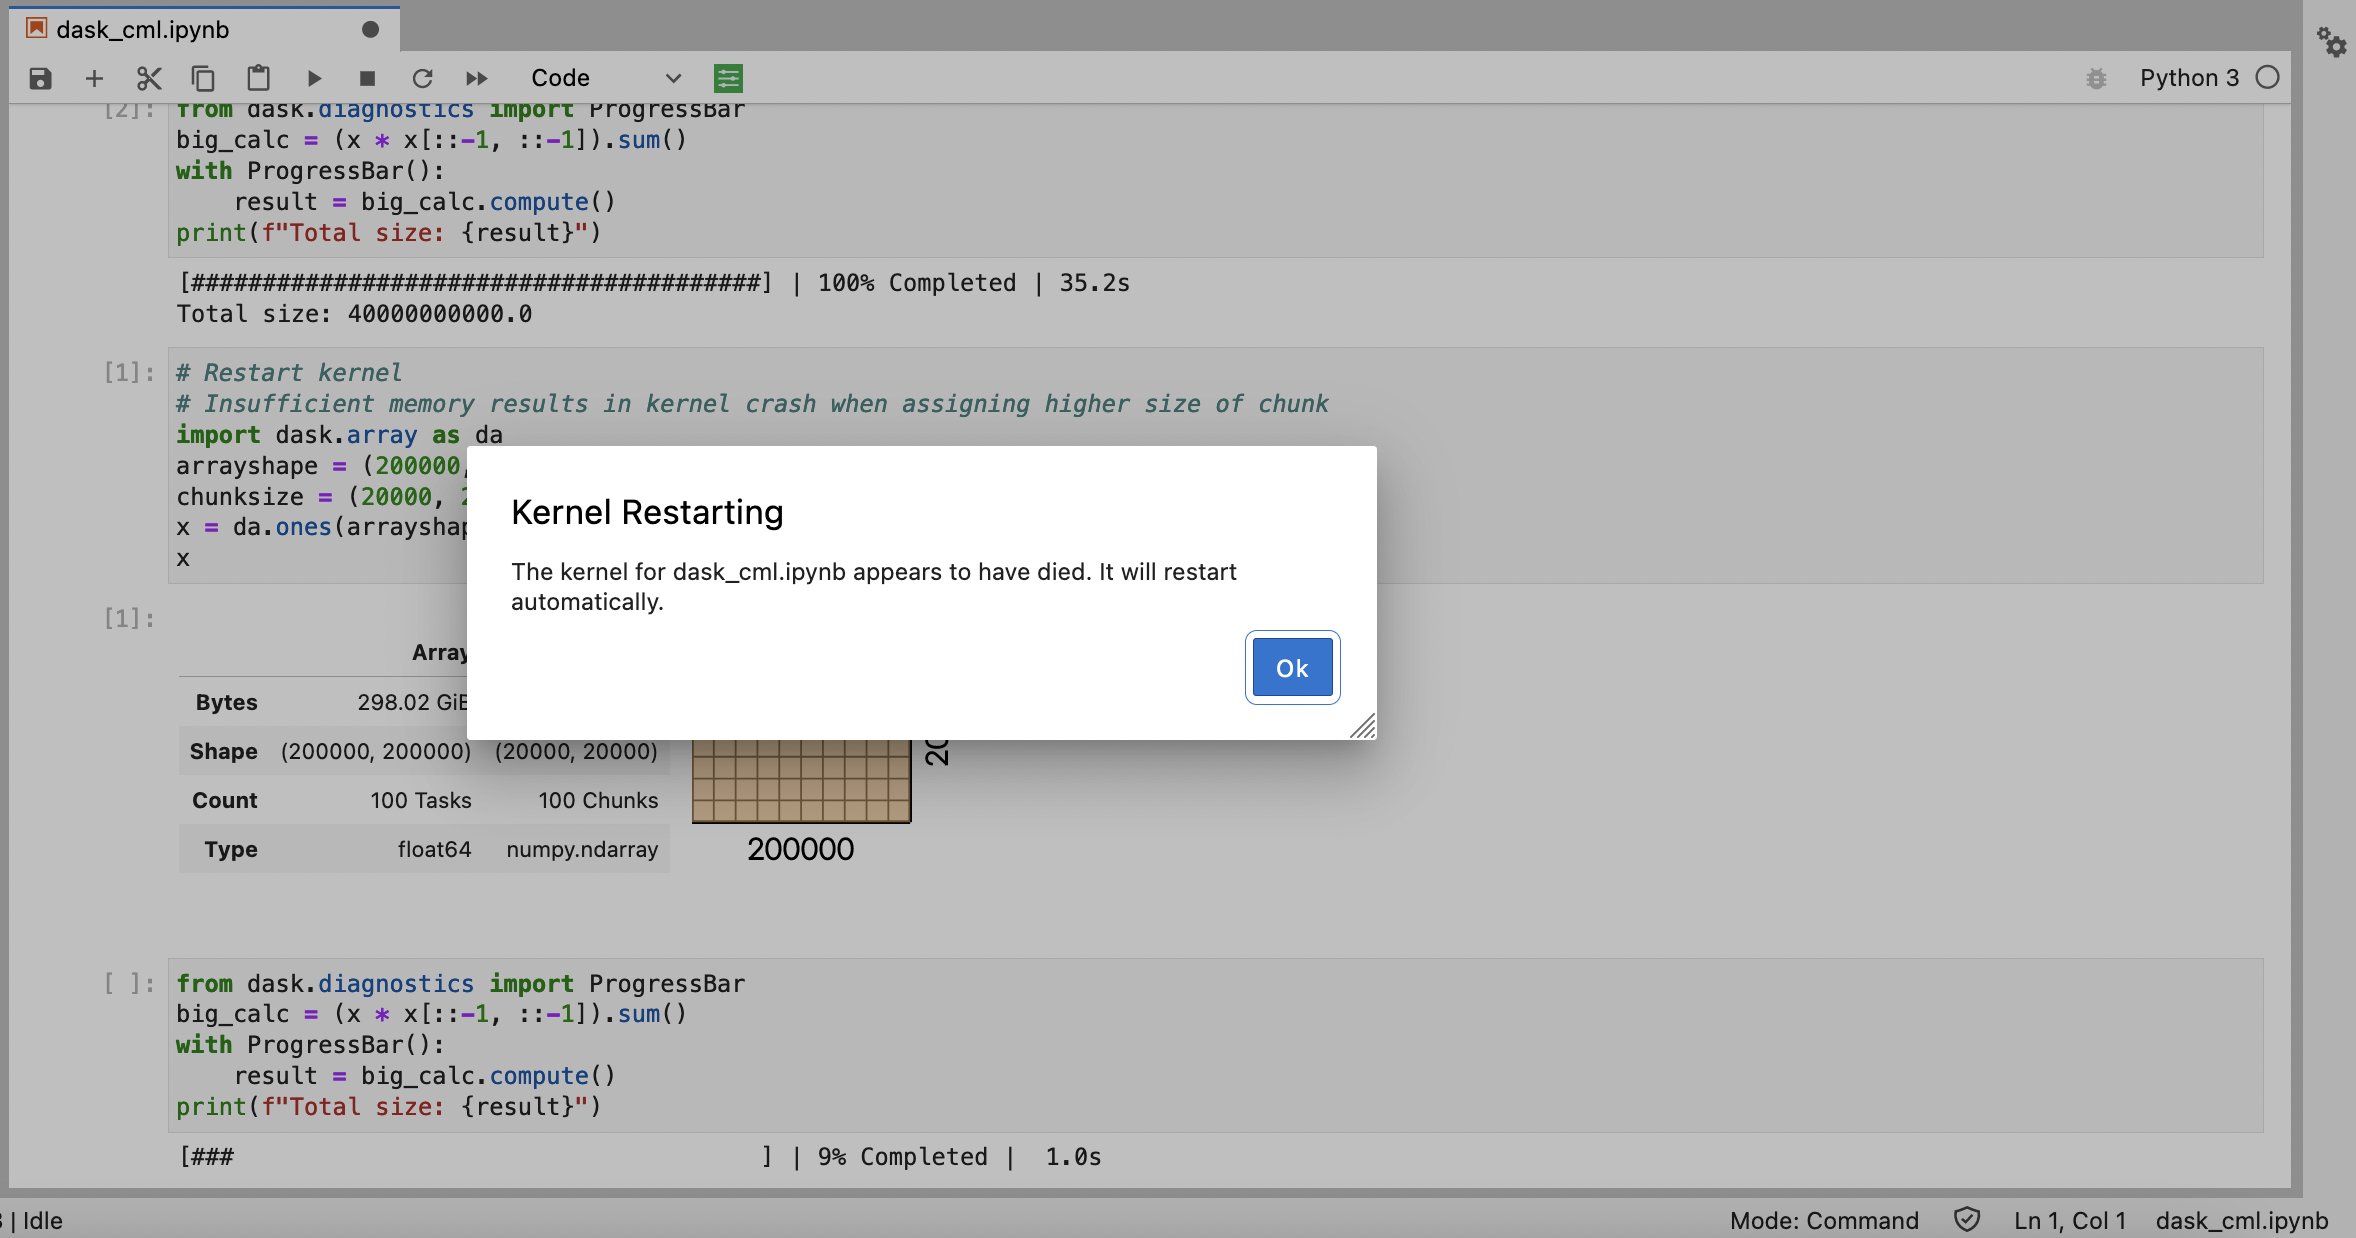 dask_cml.ipynb
Code
Python 3
[2]: from dask.diagnostics import ProgressBar
big_calc = (x * x[::-1, ::-1]).sum()
with ProgressBar():
    result = big_calc.compute()
print(f"Total size: {result}")
[########################################] | 100% Completed | 35.2s
Total size: 40000000000.0
[1]: # Restart kernel
# Insufficient memory results in kernel crash when assigning higher size of chunk
import dask.array as da
arrayshape = (200000,
chunksize = (20000,
x = da.ones(arrayshap
x
Kernel Restarting
The kernel for dask_cml.ipynb appears to have died. It will restart
automatically.
Ok
[1]:
Array
Bytes 298.02 GiB
Shape (200000, 200000) (20000, 20000)
Count 100 Tasks 100 Chunks
Type float64 numpy.ndarray
20
200000
[ ]: from dask.diagnostics import ProgressBar
big_calc = (x * x[::-1, ::-1]).sum()
with ProgressBar():
    result = big_calc.compute()
print(f"Total size: {result}")
[###                                     ] | 9% Completed |  1.0s
| Idle
Mode: Command
Ln 1, Col 1
dask_cml.ipynb